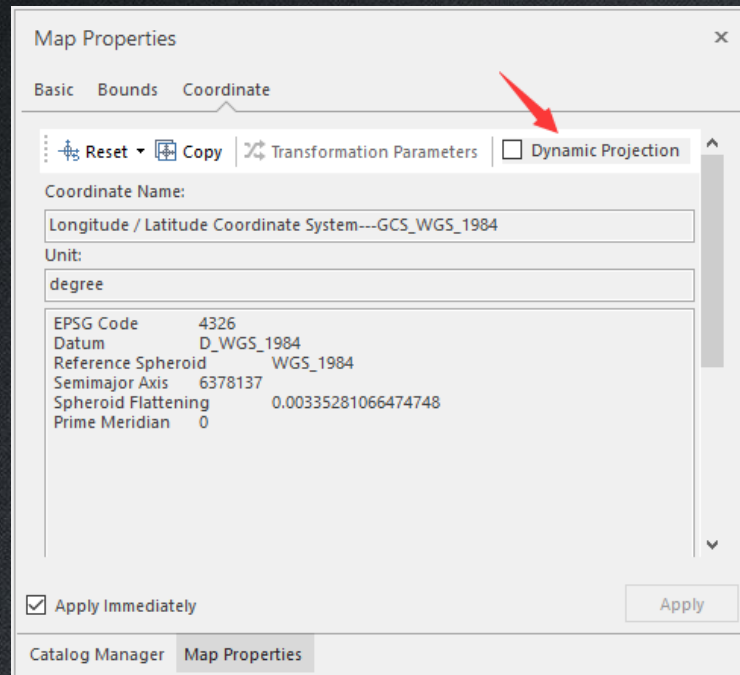 Map Properties
Basic Bounds Coordinate
Reset Copy Transformation Parameters Dynamic Projection
Coordinate Name:
Longitude / Latitude Coordinate System---GCS_WGS_1984
Unit:
degree
EPSG Code 4326
Datum D_WGS_1984
Reference Spheroid WGS_1984
Semimajor Axis 6378137
Spheroid Flattening 0.00335281066474748
Prime Meridian 0
Apply Immediately Apply
Catalog Manager Map Properties